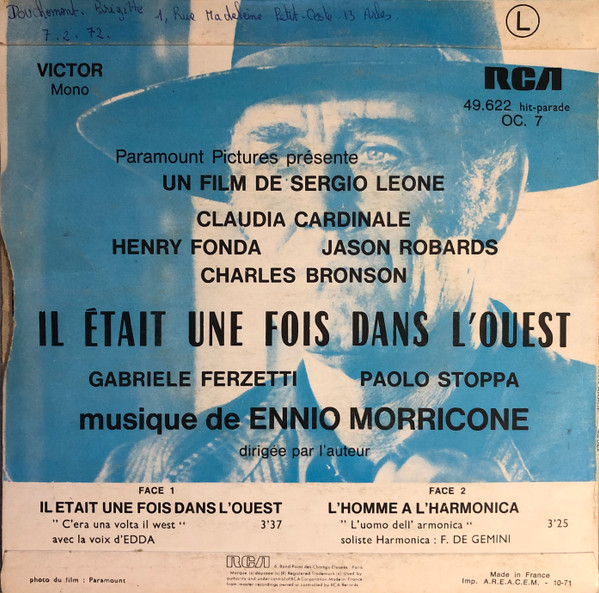 Douchement. Brigitte 1, Rue Madeleine Petit-Coste 13 Arles
7.2.72.
L
VICTOR
Mono
RCA
49.622 hit-parade
OC. 7
Paramount Pictures présente
UN FILM DE SERGIO LEONE
CLAUDIA CARDINALE
HENRY FONDA JASON ROBARDS
CHARLES BRONSON
IL ÉTAIT UNE FOIS DANS L'OUEST
GABRIELE FERZETTI PAOLO STOPPA
musique de ENNIO MORRICONE
dirigée par l'auteur
FACE 1
IL ETAIT UNE FOIS DANS L'OUEST
" C'era una volta il west " 3'37
avec la voix d'EDDA
FACE 2
L'HOMME A L'HARMONICA
" L'uomo dell' armonica " 3'25
soliste Harmonica : F. DE GEMINI
photo du film : Paramount
RCA
Made in France
Imp. A.R.E.A.C.E.M. - 10-71